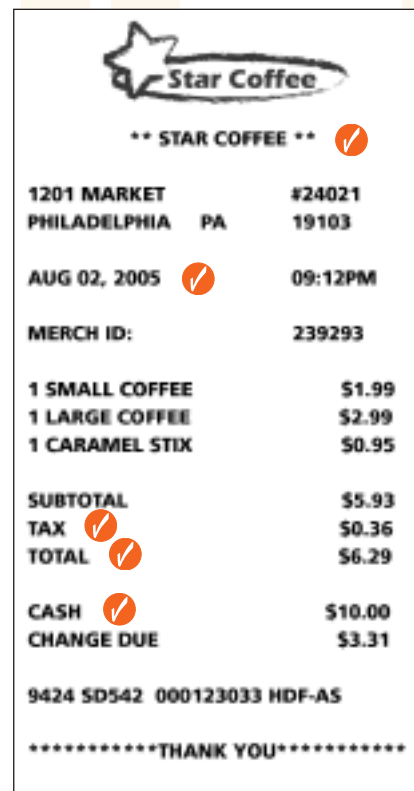 Star Coffee
** STAR COFFEE **
1201 MARKET #24021
PHILADELPHIA PA 19103
AUG 02, 2005 09:12PM
MERCH ID: 239293
1 SMALL COFFEE $1.99
1 LARGE COFFEE $2.99
1 CARAMEL STIX $0.95
SUBTOTAL $5.93
TAX $0.36
TOTAL $6.29
CASH $10.00
CHANGE DUE $3.31
9424 SD542 000123033 HDF-AS
***********THANK YOU***********